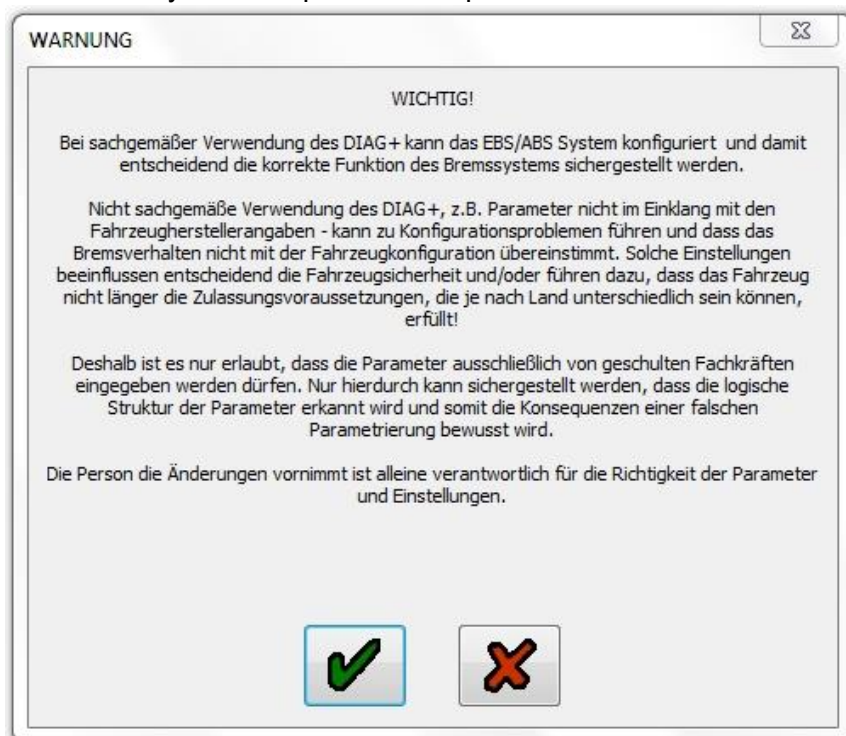 WARNUNG
WICHTIG!
Bei sachgemäßer Verwendung des DIAG+ kann das EBS/ABS System konfiguriert und damit
entscheidend die korrekte Funktion des Bremssystems sichergestellt werden.
Nicht sachgemäße Verwendung des DIAG+, z.B. Parameter nicht im Einklang mit den
Fahrzeugherstellerangaben - kann zu Konfigurationsproblemen führen und dass das
Bremsverhalten nicht mit der Fahrzeugkonfiguration übereinstimmt. Solche Einstellungen
beeinflussen entscheidend die Fahrzeugsicherheit und/oder führen dazu, dass das Fahrzeug
nicht länger die Zulassungsvoraussetzungen, die je nach Land unterschiedlich sein können,
erfüllt!
Deshalb ist es nur erlaubt, dass die Parameter ausschließlich von geschulten Fachkräften
eingegeben werden dürfen. Nur hierdurch kann sichergestellt werden, dass die logische
Struktur der Parameter erkannt wird und somit die Konsequenzen einer falschen
Parametrierung bewusst wird.
Die Person die Änderungen vornimmt ist alleine verantwortlich für die Richtigkeit der Parameter
und Einstellungen.